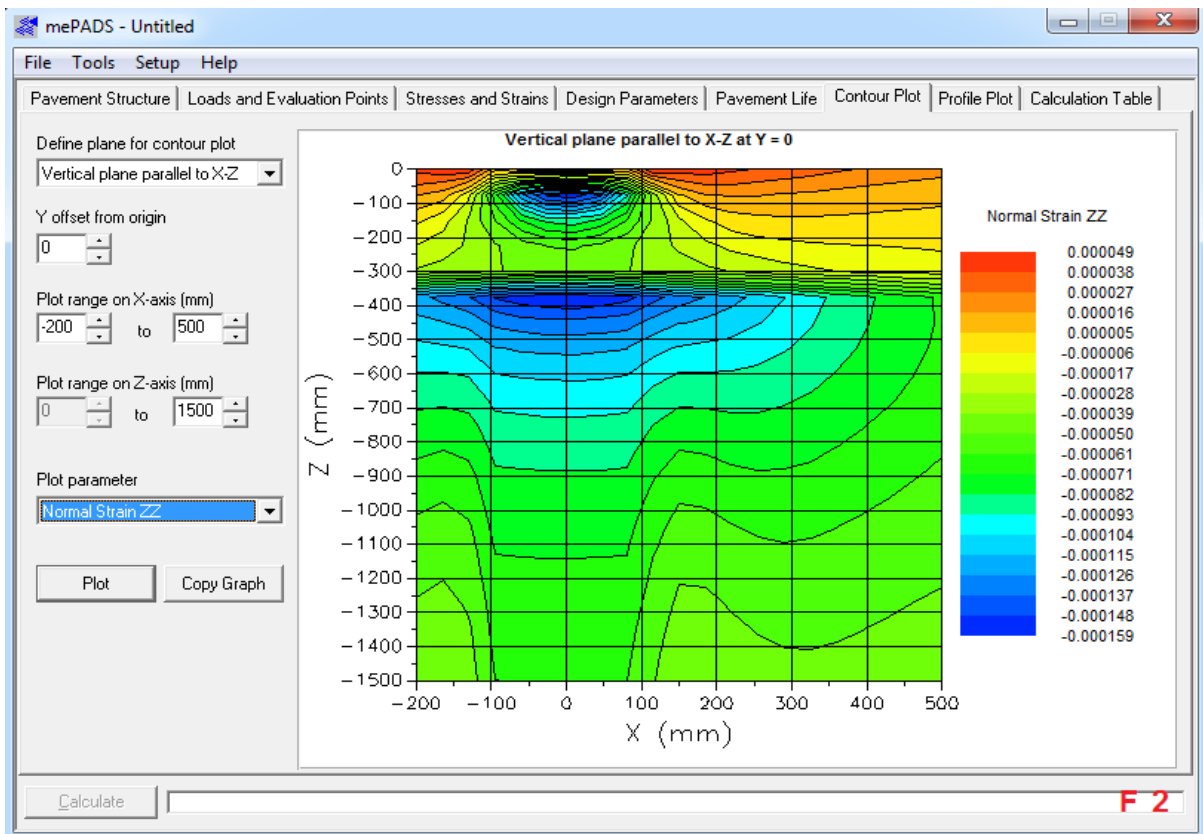 mePADS - Untitled
File Tools Setup Help
Pavement Structure Loads and Evaluation Points Stresses and Strains Design Parameters Pavement Life Contour Plot Profile Plot Calculation Table
Define plane for contour plot
Vertical plane parallel to X-Z
Y offset from origin
0
Plot range on X-axis (mm)
-200 to 500
Plot range on Z-axis (mm)
0 to 1500
Plot parameter
Normal Strain ZZ
Plot Copy Graph
Vertical plane parallel to X-Z at Y = 0
0
-100
-200
-300
-400
-500
-600
-700
-800
-900
-1000
-1100
-1200
-1300
-1400
-1500
Z (mm)
-200 -100 0 100 200 300 400 500
X (mm)
Normal Strain ZZ
0.000049
0.000038
0.000027
0.000016
0.000005
-0.000006
-0.000017
-0.000028
-0.000039
-0.000050
-0.000061
-0.000071
-0.000082
-0.000093
-0.000104
-0.000115
-0.000126
-0.000137
-0.000148
-0.000159
Calculate
F 2